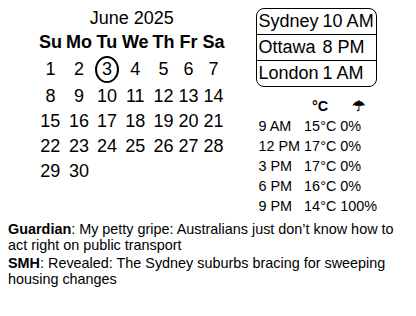 June 2025
Su Mo Tu We Th Fr Sa
1 2 3 4 5 6 7
8 9 10 11 12 13 14
15 16 17 18 19 20 21
22 23 24 25 26 27 28
29 30
Sydney 10 AM
Ottawa 8 PM
London 1 AM
°C ☂
9 AM 15°C 0%
12 PM 17°C 0%
3 PM 17°C 0%
6 PM 16°C 0%
9 PM 14°C 100%
Guardian: My petty gripe: Australians just don’t know how to
act right on public transport
SMH: Revealed: The Sydney suburbs bracing for sweeping
housing changes